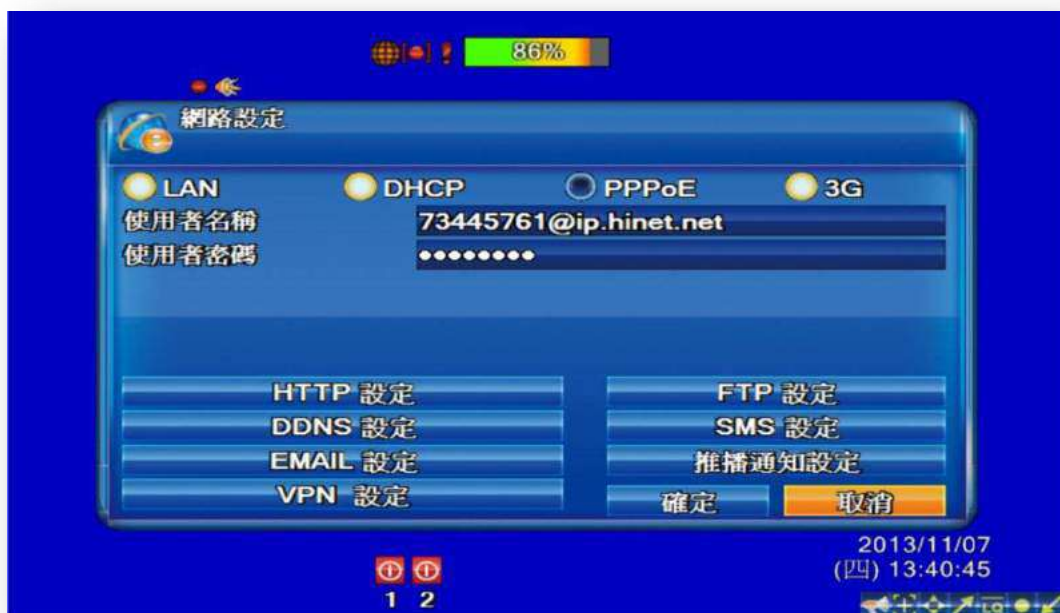 86%
網路設定
LAN DHCP PPPoE 3G
使用者名稱 73445761@ip.hinet.net
使用者密碼 ●●●●●●●●
HTTP 設定 FTP 設定
DDNS 設定 SMS 設定
EMAIL 設定 推播通知設定
VPN 設定 確定 取消
2013/11/07
(四) 13:40:45
1 2